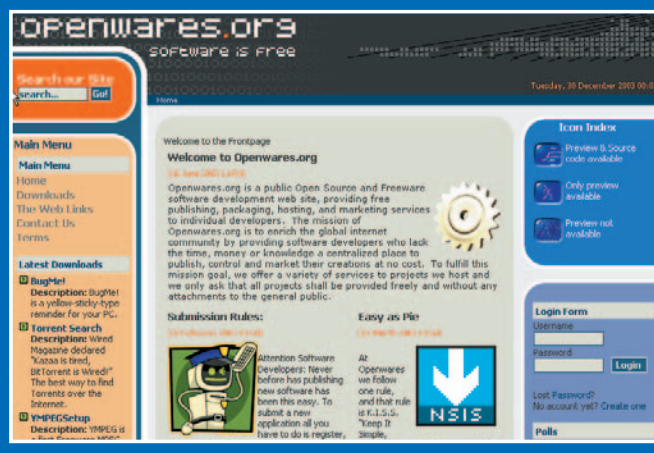 openwares.org
software is free
Search our Site
search...
Go!
Tuesday, 30 December 2003
Home
Main Menu
Main Menu
Home
Downloads
The Web Links
Contact Us
Terms
Latest Downloads
BugMe!
Description: BugMe!
is a yellow-sticky-type
reminder for your PC.
Torrent Search
Description: Wired
Magazine declared
"Kazaa is tired,
BitTorrent is Wired!"
The best way to find
Torrents over the
Internet.
YMPEGSetup
Description: YMPEG is
a first Freeware MPEG
Welcome to the Frontpage
Welcome to Openwares.org
Openwares.org is a public Open Source and Freeware
software development web site, providing free
publishing, packaging, hosting, and marketing services
to individual developers. The mission of
Openwares.org is to enrich the global internet
community by providing software developers who lack
the time, money or knowledge a centralized place to
publish, control and market their creations at no cost. To fulfill this
mission goal, we offer a variety of services to projects we host and
we only ask that all projects shall be provided freely and without any
attachments to the general public.
Submission Rules:
Attention Software
Developers: Never
before has publishing
new software has
been this easy. To
submit a new
application all you
have to do is register,
Easy as Pie
At
Openwares
we follow
one rule,
and that rule
is K.I.S.S.
"Keep It
Simple,
NSIS
Icon Index
Preview & Source
code available
Only preview
available
Preview not
available
Login Form
Username
Password
Login
Lost Password?
No account yet? Create one
Polls